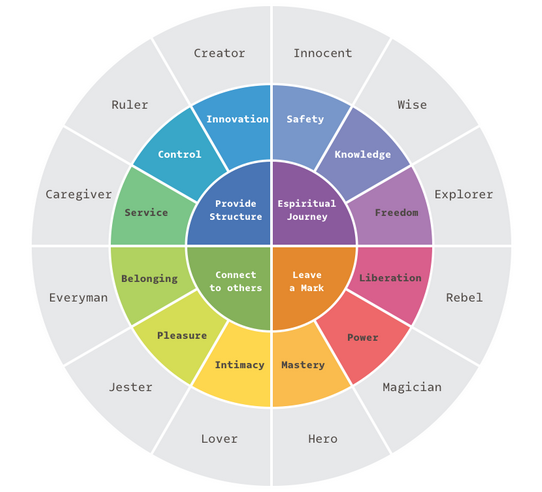 Creator
Innocent
Ruler
Wise
Innovation
Safety
Control
Knowledge
Caregiver
Explorer
Service
Provide
Structure
Espiritual
Journey
Freedom
Belonging
Connect
to others
Leave
a Mark
Liberation
Everyman
Rebel
Pleasure
Power
Intimacy
Mastery
Jester
Magician
Lover
Hero